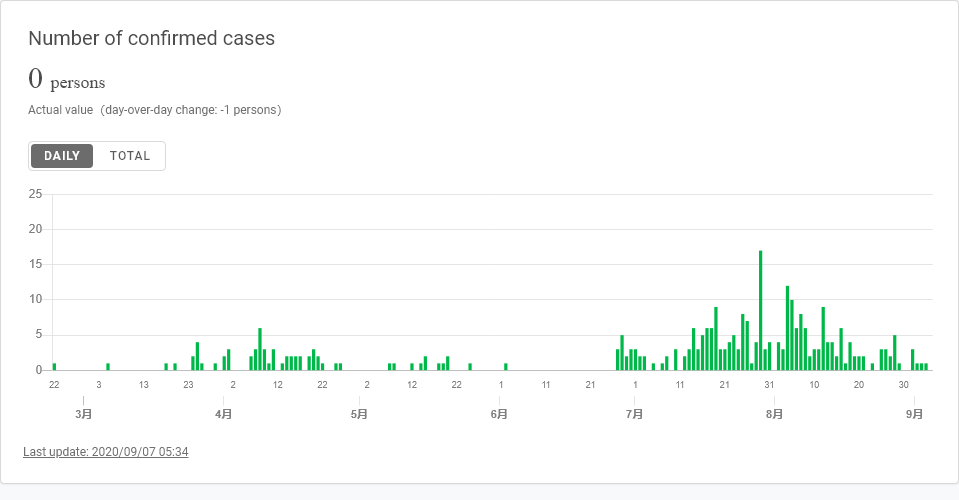 Number of confirmed cases
0 persons
Actual value (day-over-day change: -1 persons)
DAILY TOTAL
25
20
15
10
5
0
22 3 13 23 2 12 22 2 12 22 1 11 21 1 11 21 31 10 20 30
3月 4月 5月 6月 7月 8月 9月
Last update: 2020/09/07 05:34